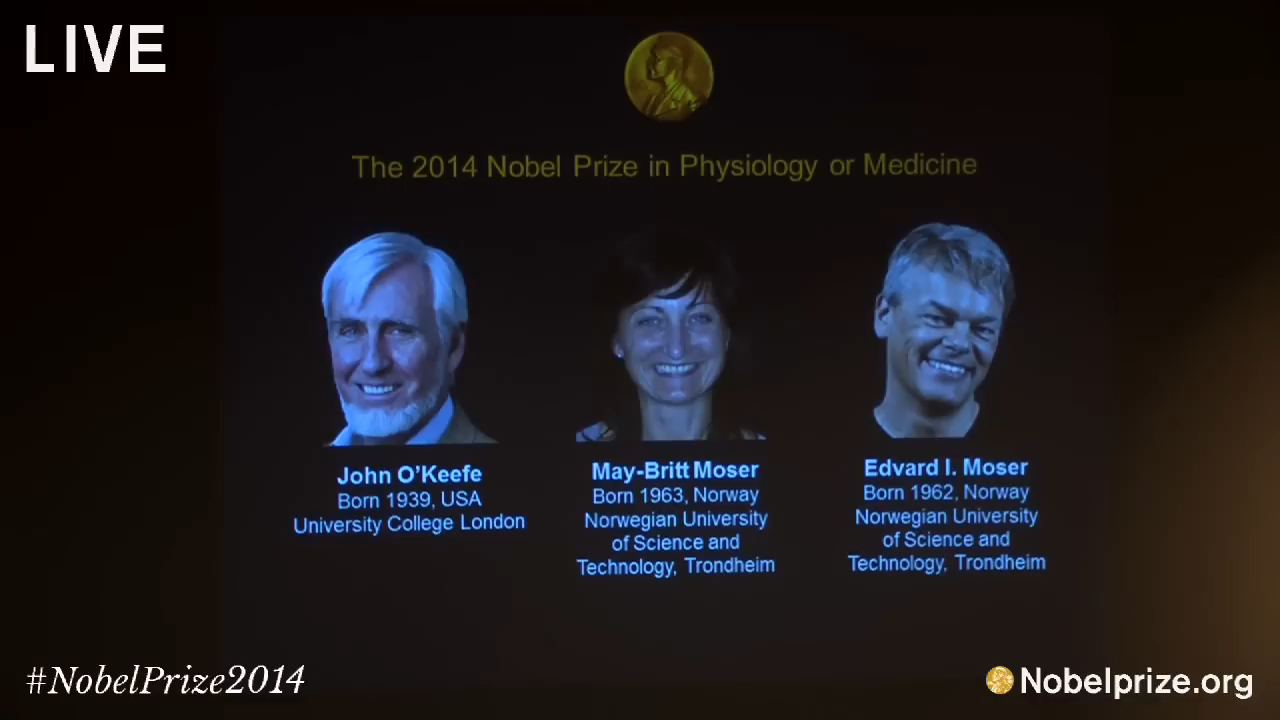 LIVE
The 2014 Nobel Prize in Physiology or Medicine
John O'Keefe
Born 1939, USA
University College London
May-Britt Moser
Born 1963, Norway
Norwegian University
of Science and
Technology, Trondheim
Edvard I. Moser
Born 1962, Norway
Norwegian University
of Science and
Technology, Trondheim
#NobelPrize2014
Nobelprize.org